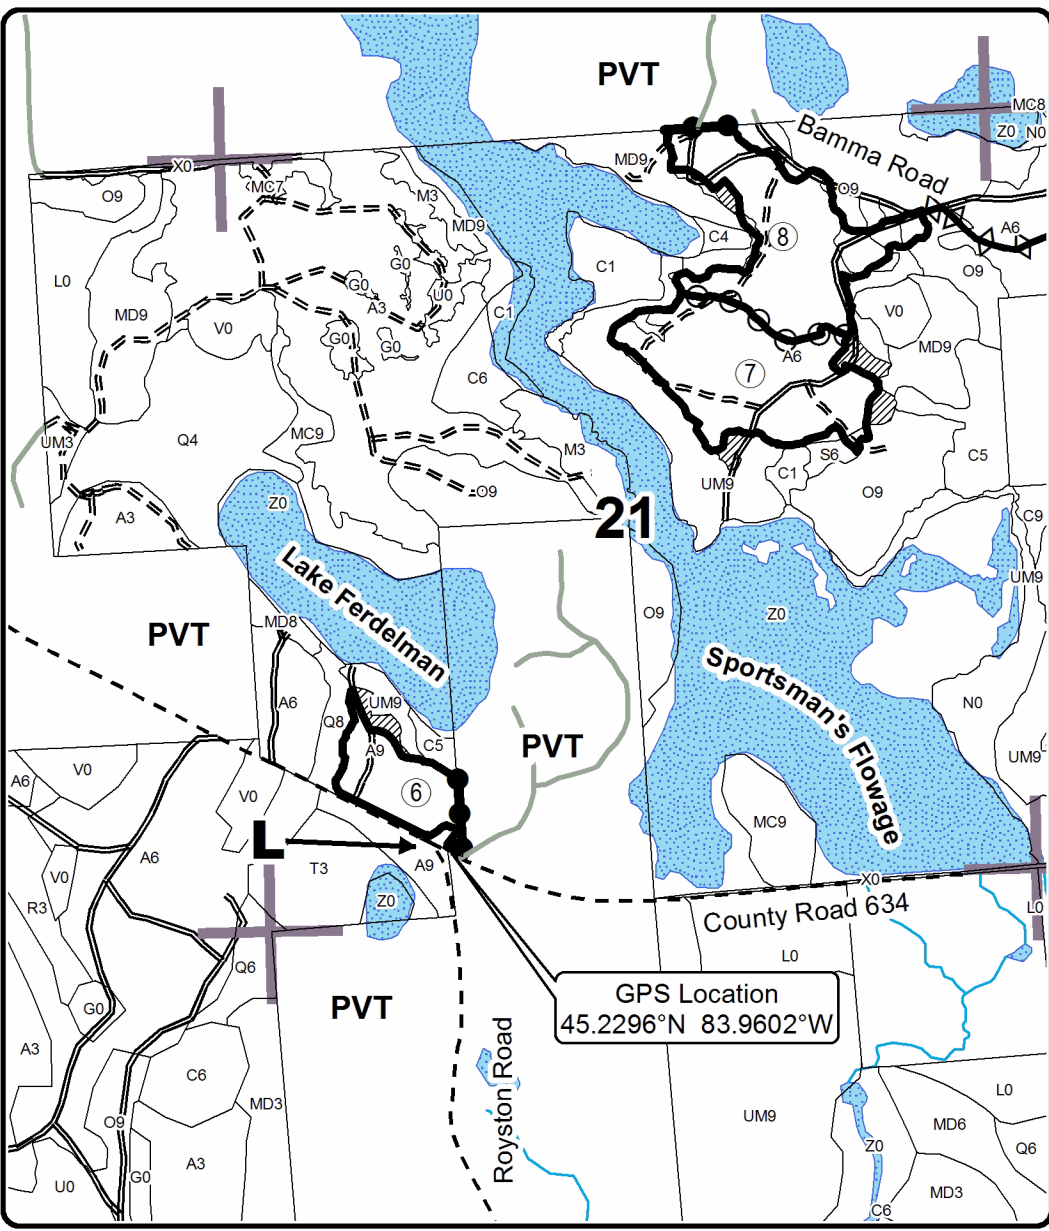 PVT
MC8
Z0
N0
Bamma Road
X0
MD9
MC7
O9
M3
O9
A6
MD9
C4
8
O9
L0
G0
C1
G0
U0
MD9
A3
V0
C1
V0
G0
G0
A6
MD9
7
C6
Q4
MC9
UM3
M3
S6
C5
C1
UM9
O9
O9
Z0
A3
21
C9
Lake Ferdelman
UM9
O9
Z0
MD8
PVT
Sportsman's Flowage
A6
UM9
N0
Q8
C5
PVT
A9
UM9
V0
A6
6
V0
MC9
L
A6
T3
A9
V0
X0
R3
Z0
L0
County Road 634
L0
Q6
GPS Location
45.2296°N 83.9602°W
PVT
G0
A3
C6
Royston Road
L0
MD3
UM9
MD6
O9
Z0
Q6
A3
G0
U0
MD3
C6